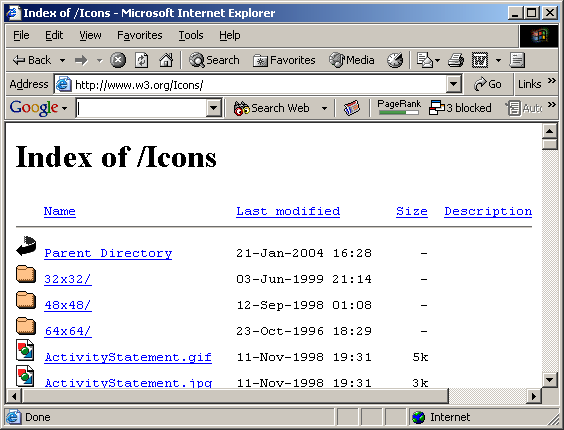 Index of /Icons - Microsoft Internet Explorer
File Edit View Favorites Tools Help
Back Search Favorites Media
Address http://www.w3.org/Icons/ Go Links »
Google Search Web PageRank 3 blocked Auto »
Index of /Icons
Name Last modified Size Description
Parent Directory 21-Jan-2004 16:28 -
32x32/ 03-Jun-1999 21:14 -
48x48/ 12-Sep-1998 01:08 -
64x64/ 23-Oct-1996 18:29 -
ActivityStatement.gif 11-Nov-1998 19:31 5k
ActivityStatement.jpg 11-Nov-1998 19:31 3k
Done Internet